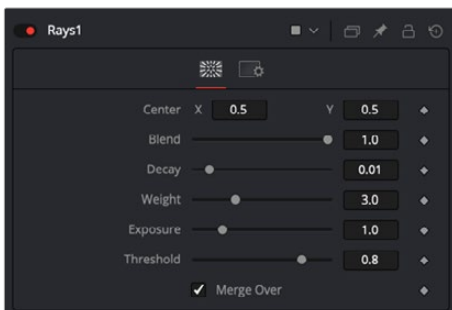 Rays1
Center X 0.5 Y 0.5
Blend 1.0
Decay 0.01
Weight 3.0
Exposure 1.0
Threshold 0.8
Merge Over